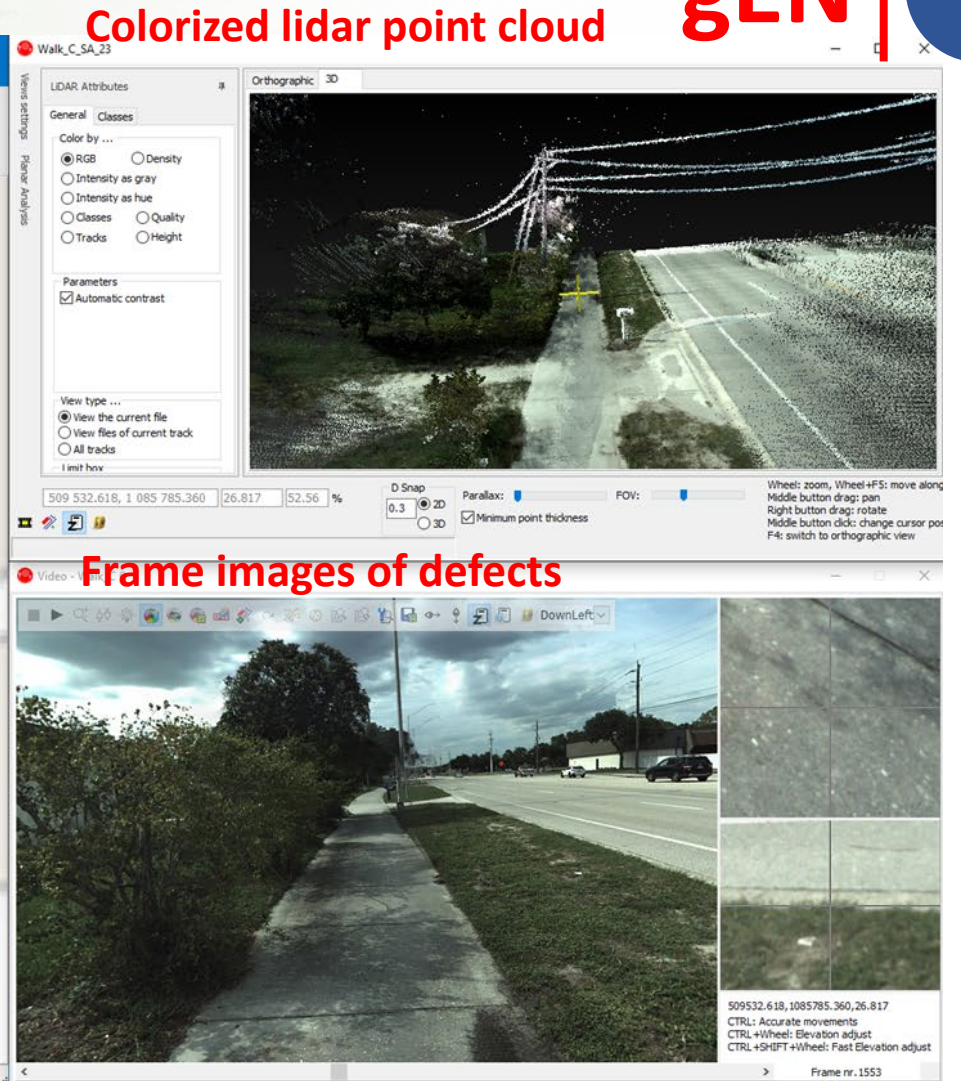 gEN
Colorized lidar point cloud
Walk_C_SA_23
Views settings
Planar Analysis
LiDAR Attributes
General Classes
Color by ...
RGB Density
Intensity as gray
Intensity as hue
Classes Quality
Tracks Height
Parameters
Automatic contrast
View type ...
View the current file
View files of current track
All tracks
Limit box
Orthographic 3D
509 532.618, 1 085 785.360 26.817 52.56 %
D Snap
0.3 2D
3D
Parallax: FOV:
Minimum point thickness
Wheel: zoom, Wheel+F5: move along
Middle button drag: pan
Right button drag: rotate
Middle button click: change cursor pos
F4: switch to orthographic view
Frame images of defects
Video -
DownLeft
509532.618,1085785.360,26.817
CTRL: Accurate movements
CTRL+Wheel: Elevation adjust
CTRL+SHIFT+Wheel: Fast Elevation adjust
Frame nr.1553